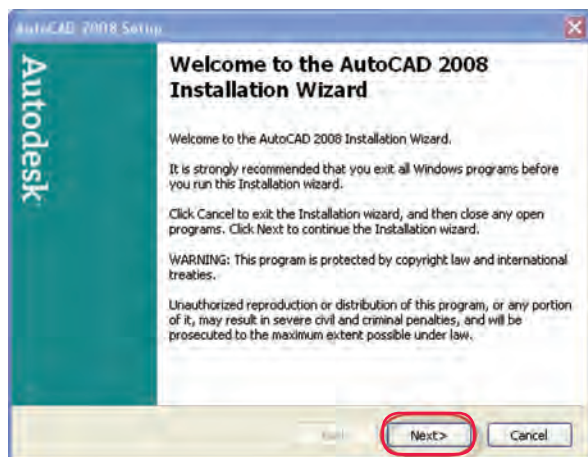 AutoCAD 2008 Setup
Autodesk
Welcome to the AutoCAD 2008
Installation Wizard
Welcome to the AutoCAD 2008 Installation Wizard.
It is strongly recommended that you exit all Windows programs before
you run this Installation wizard.
Click Cancel to exit the Installation wizard, and then close any open
programs. Click Next to continue the Installation wizard.
WARNING: This program is protected by copyright law and international
treaties.
Unauthorized reproduction or distribution of this program, or any portion
of it, may result in severe civil and criminal penalties, and will be
prosecuted to the maximum extent possible under law.
Next>
Cancel